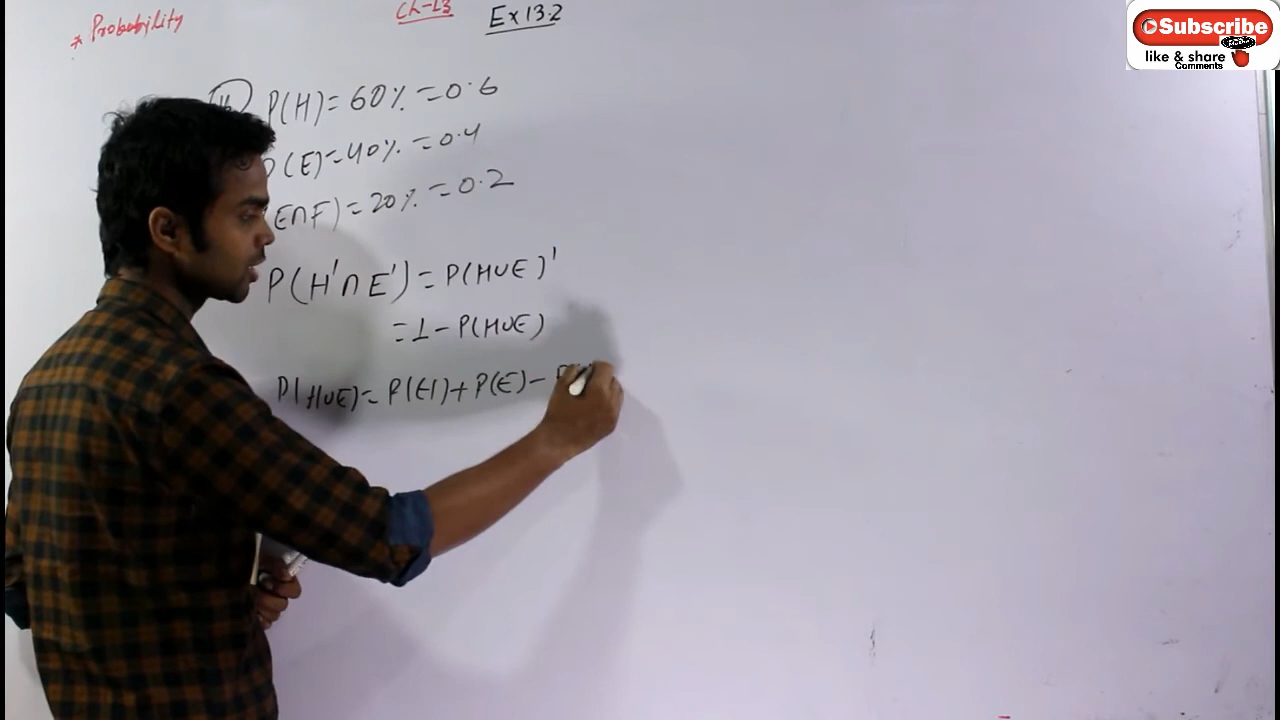 * Probability
Ch-13
Ex 13.2
Subscribe
like & share
Comments
P(H) = 60% = 0.6
P(E) = 40% = 0.4
E∩F) = 20% = 0.2
P(H'∩E') = P(H∪E)'
= 1 - P(H∪E)
P(H∪E) = P(H) + P(E) -